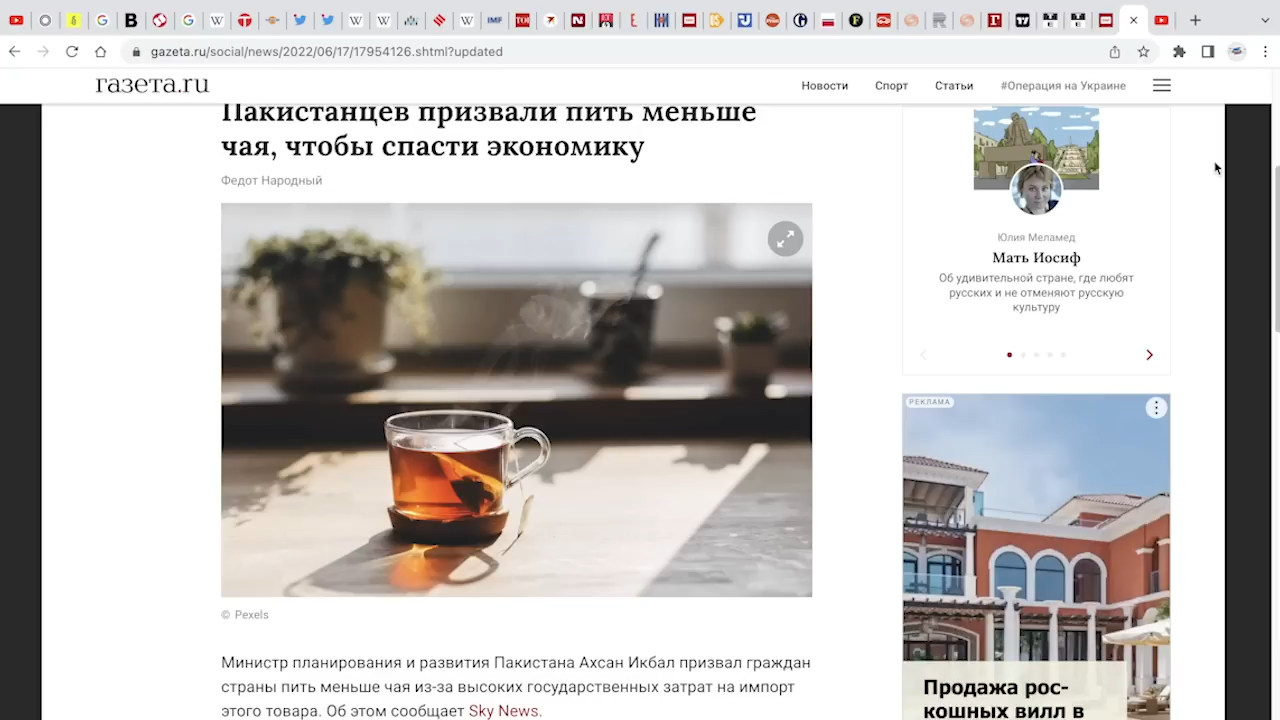 gazeta.ru/social/news/2022/06/17/17954126.shtml?updated
газета.ru
Новости
Спорт
Статьи
#Операция на Украине
Пакистанцев призвали пить меньше
чая, чтобы спасти экономику
Федот Народный
© Pexels
Министр планирования и развития Пакистана Ахсан Икбал призвал граждан
страны пить меньше чая из-за высоких государственных затрат на импорт
этого товара. Об этом сообщает Sky News.
Юлия Меламед
Мать Иосиф
Об удивительной стране, где любят
русских и не отменяют русскую
культуру
РЕКЛАМА
Продажа рос-
кошных вилл в